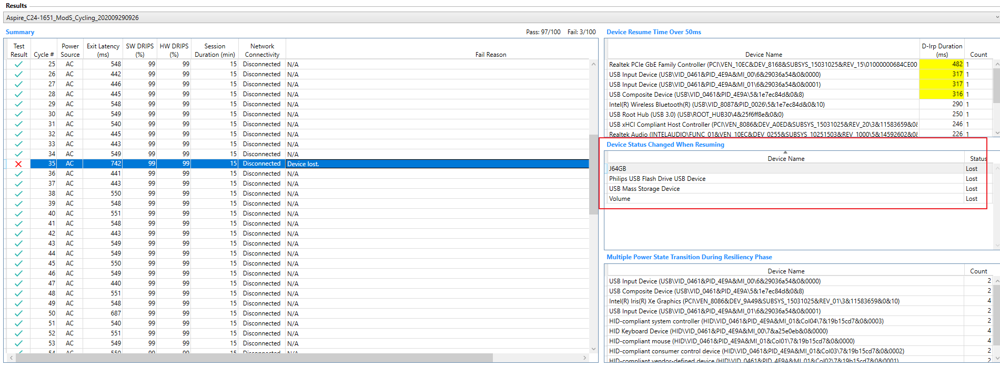 Results
Aspire_C24-1651_ModS_Cycling_202009290926
Summary Pass: 97/100 Fail: 3/100
Test Result Cycle # Power Source Exit Latency (ms) SW DRIPS (%) HW DRIPS (%) Session Duration (min) Network Connectivity Fail Reason
25 AC 548 99 99 15 Disconnected N/A
26 AC 442 99 99 15 Disconnected N/A
27 AC 446 99 99 15 Disconnected N/A
28 AC 445 99 99 15 Disconnected N/A
29 AC 548 99 99 15 Disconnected N/A
30 AC 549 99 99 15 Disconnected N/A
31 AC 540 99 99 15 Disconnected N/A
32 AC 445 99 99 15 Disconnected N/A
33 AC 443 99 99 15 Disconnected N/A
34 AC 549 99 99 15 Disconnected N/A
35 AC 742 99 99 15 Disconnected Device lost.
36 AC 441 99 99 15 Disconnected N/A
37 AC 443 99 99 15 Disconnected N/A
38 AC 550 99 99 15 Disconnected N/A
39 AC 548 99 99 15 Disconnected N/A
40 AC 551 99 99 15 Disconnected N/A
41 AC 548 99 99 15 Disconnected N/A
42 AC 443 99 99 15 Disconnected N/A
43 AC 549 99 99 15 Disconnected N/A
44 AC 549 99 99 15 Disconnected N/A
45 AC 550 99 99 15 Disconnected N/A
46 AC 549 99 99 15 Disconnected N/A
47 AC 440 99 99 15 Disconnected N/A
48 AC 551 99 99 15 Disconnected N/A
49 AC 548 99 99 15 Disconnected N/A
50 AC 687 99 99 15 Disconnected N/A
51 AC 540 99 99 15 Disconnected N/A
52 AC 551 99 99 15 Disconnected N/A
53 AC 549 99 99 15 Disconnected N/A
54 AC 550 99 99 15 Disconnected N/A
Device Resume Time Over 50ms
Device Name D-Irp Duration (ms) Count
Realtek PCIe GbE Family Controller (PCI\VEN_10EC&DEV_8168&SUBSYS_15031025&REV_15\01000000684CE00 482 1
USB Input Device (USB\VID_0461&PID_4E9A&MI_00\6&29036a54&0&0000) 317 1
USB Input Device (USB\VID_0461&PID_4E9A&MI_01\6&29036a54&0&0001) 317 1
USB Composite Device (USB\VID_0461&PID_4E9A\5&1e7ec84d&0&8) 316 1
Intel(R) Wireless Bluetooth(R) (USB\VID_8087&PID_0026\5&1e7ec84d&0&10) 290 1
USB Root Hub (USB 3.0) (USB\ROOT_HUB30\4&25f6ff8e&0&0) 250 1
USB xHCI Compliant Host Controller (PCI\VEN_8086&DEV_A0ED&SUBSYS_15031025&REV_20\3&11583659&0& 246 1
Realtek Audio (INTELAUDIO\FUNC_01&VEN_10EC&DEV_0255&SUBSYS_10251503&REV_1000\5&14592602&0& 226 1
Device Status Changed When Resuming
Device Name Status
J64GB Lost
Philips USB Flash Drive USB Device Lost
USB Mass Storage Device Lost
Volume Lost
Multiple Power State Transition During Resiliency Phase
Device Name Count
USB Input Device (USB\VID_0461&PID_4E9A&MI_00\6&29036a54&0&0000) 2
USB Composite Device (USB\VID_0461&PID_4E9A\5&1e7ec84d&0&8) 2
Intel(R) Iris(R) Xe Graphics (PCI\VEN_8086&DEV_9A49&SUBSYS_15031025&REV_01\3&11583659&0&10) 4
USB Input Device (USB\VID_0461&PID_4E9A&MI_01\6&29036a54&0&0001) 2
HID-compliant system controller (HID\VID_0461&PID_4E9A&MI_01&Col04\7&19b15cd7&0&0003) 2
HID Keyboard Device (HID\VID_0461&PID_4E9A&MI_00\7&a25e0eb&0&0000) 4
HID-compliant mouse (HID\VID_0461&PID_4E9A&MI_01&Col01\7&19b15cd7&0&0000) 4
HID-compliant consumer control device (HID\VID_0461&PID_4E9A&MI_01&Col03\7&19b15cd7&0&0002) 2
HID-compliant vendor-defined device (HID\VID_0461&PID_4E9A&MI_01&Col02\7&19b15cd7&0&0001) 2